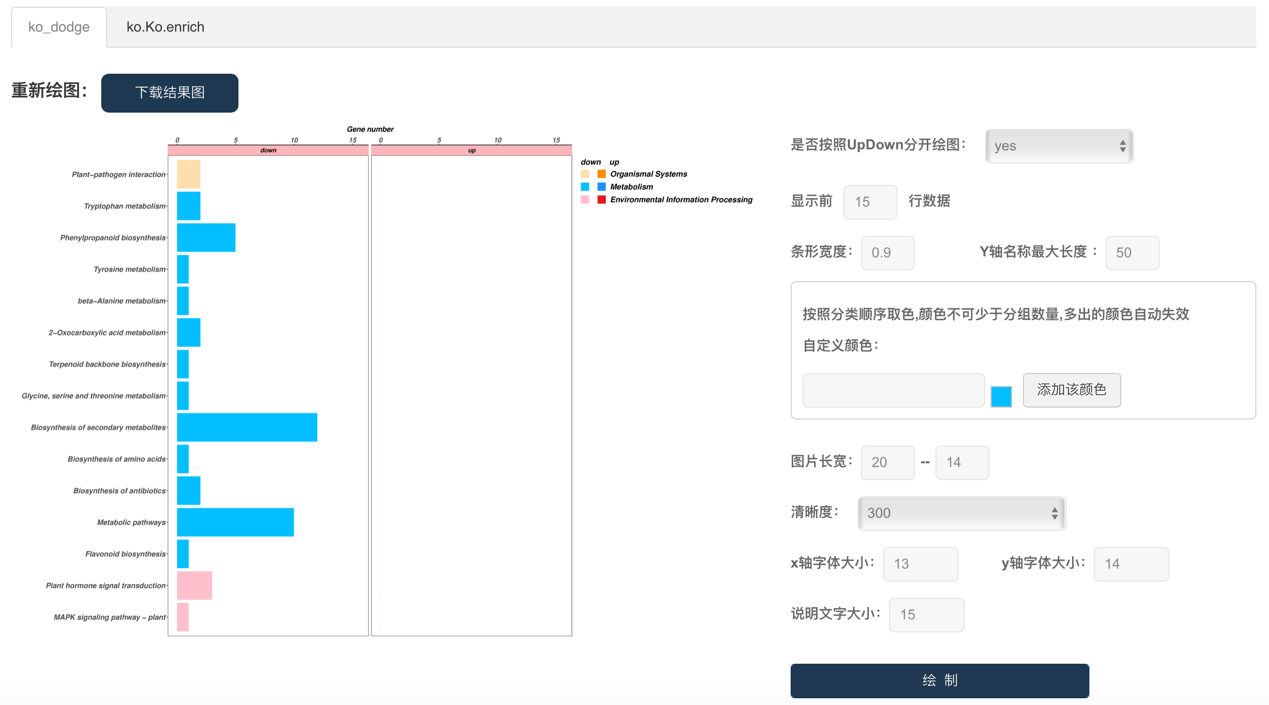 ko_dodge ko.Ko.enrich
重新绘图： 下载结果图
Gene number
0 5 10 15 0 5 10 15
down up
Plant-pathogen interaction
Tryptophan metabolism
Phenylpropanoid biosynthesis
Tyrosine metabolism
beta-Alanine metabolism
2-Oxocarboxylic acid metabolism
Terpenoid backbone biosynthesis
Glycine, serine and threonine metabolism
Biosynthesis of secondary metabolites
Biosynthesis of amino acids
Biosynthesis of antibiotics
Metabolic pathways
Flavonoid biosynthesis
Plant hormone signal transduction
MAPK signaling pathway - plant
down up
Organismal Systems
Metabolism
Environmental Information Processing
是否按照UpDown分开绘图： yes
显示前 15 行数据
条形宽度： 0.9 Y轴名称最大长度 ： 50
按照分类顺序取色,颜色不可少于分组数量,多出的颜色自动失效
自定义颜色：
添加该颜色
图片长宽： 20 -- 14
清晰度： 300
x轴字体大小： 13 y轴字体大小： 14
说明文字大小： 15
绘 制